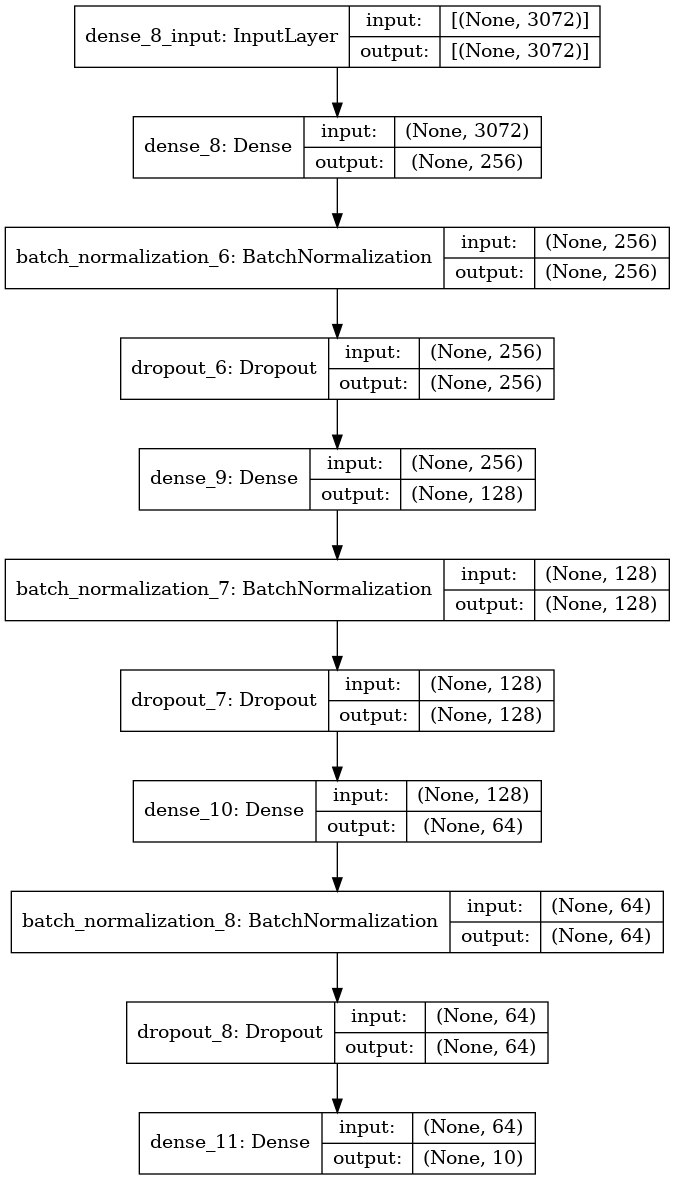 dense_8_input: InputLayer
input: [(None, 3072)]
output: [(None, 3072)]
dense_8: Dense
input: (None, 3072)
output: (None, 256)
batch_normalization_6: BatchNormalization
input: (None, 256)
output: (None, 256)
dropout_6: Dropout
input: (None, 256)
output: (None, 256)
dense_9: Dense
input: (None, 256)
output: (None, 128)
batch_normalization_7: BatchNormalization
input: (None, 128)
output: (None, 128)
dropout_7: Dropout
input: (None, 128)
output: (None, 128)
dense_10: Dense
input: (None, 128)
output: (None, 64)
batch_normalization_8: BatchNormalization
input: (None, 64)
output: (None, 64)
dropout_8: Dropout
input: (None, 64)
output: (None, 64)
dense_11: Dense
input: (None, 64)
output: (None, 10)